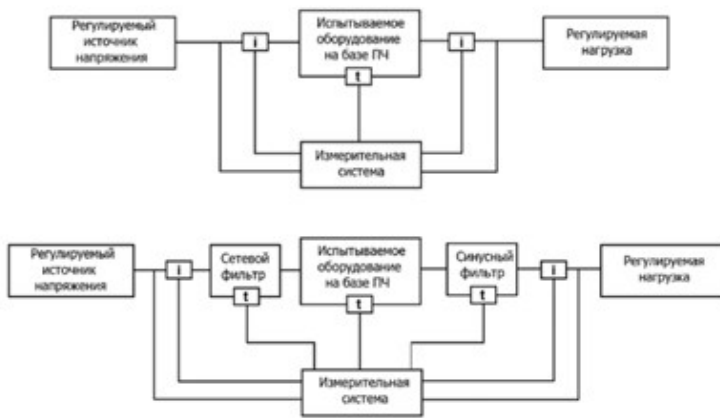 Регулируемый
источник
напряжения
i
Испытываемое
оборудование
на базе ПЧ
t
i
Регулируемая
нагрузка
Измерительная
система
Регулируемый
источник
напряжения
i
Сетевой
фильтр
t
Испытываемое
оборудование
на базе ПЧ
t
Синусный
фильтр
t
i
Регулируемая
нагрузка
Измерительная
система